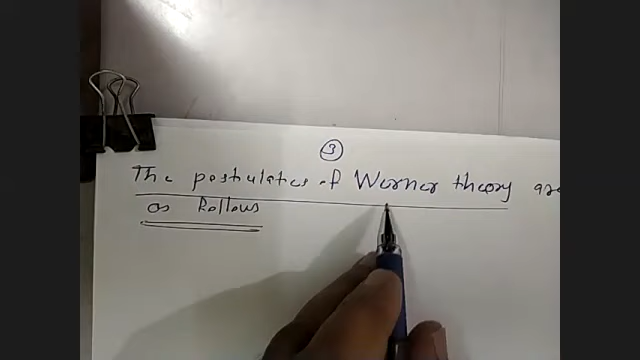 3
The postulates of Werner theory are
as follows